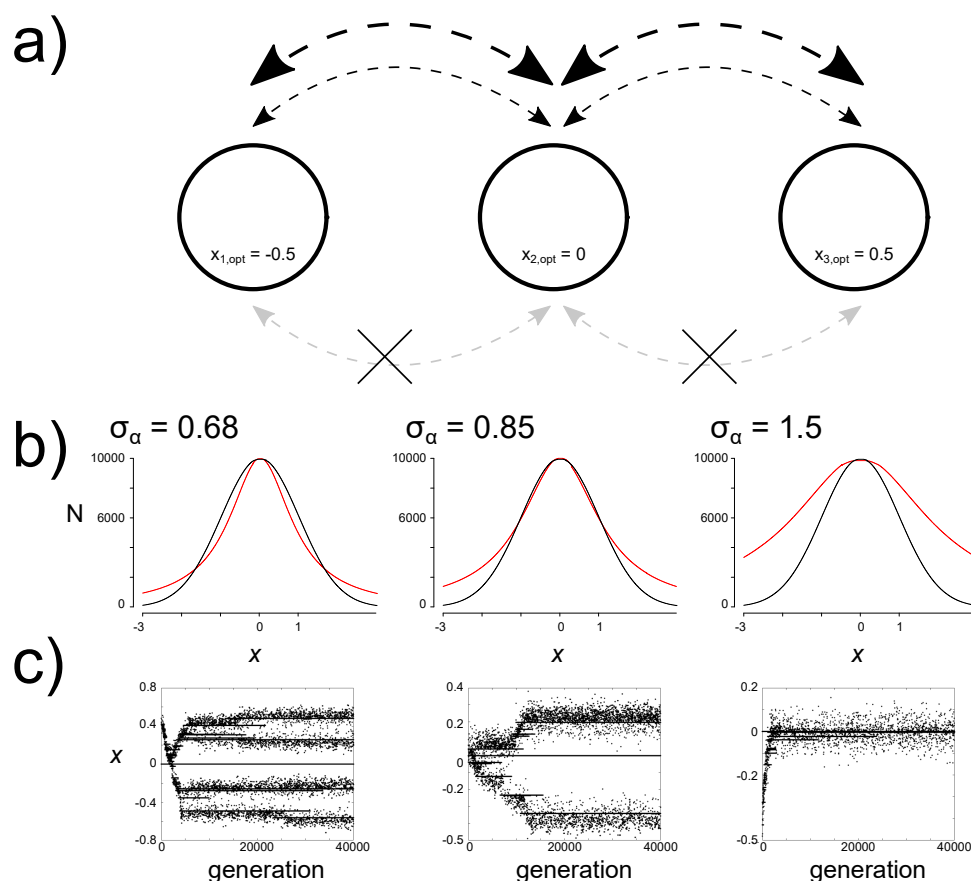 a)
x1,opt = -0.5 x2,opt = 0 x3,opt = 0.5
b)
σα = 0.68 σα = 0.85 σα = 1.5
N
10000 10000 10000
6000 6000 6000
0 0 0
-3 0 1 -3 0 1 -3 0 1
x x x
c)
x
0.8 0.4 0.2
0.4 0.2 0
0 0 -0.2
-0.4 -0.2 -0.5
-0.8 -0.5
0 20000 40000 0 20000 40000 0 20000 40000
generation generation generation